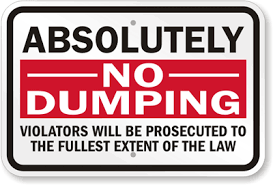 ABSOLUTELY
NO
DUMPING
VIOLATORS WILL BE PROSECUTED TO
THE FULLEST EXTENT OF THE LAW